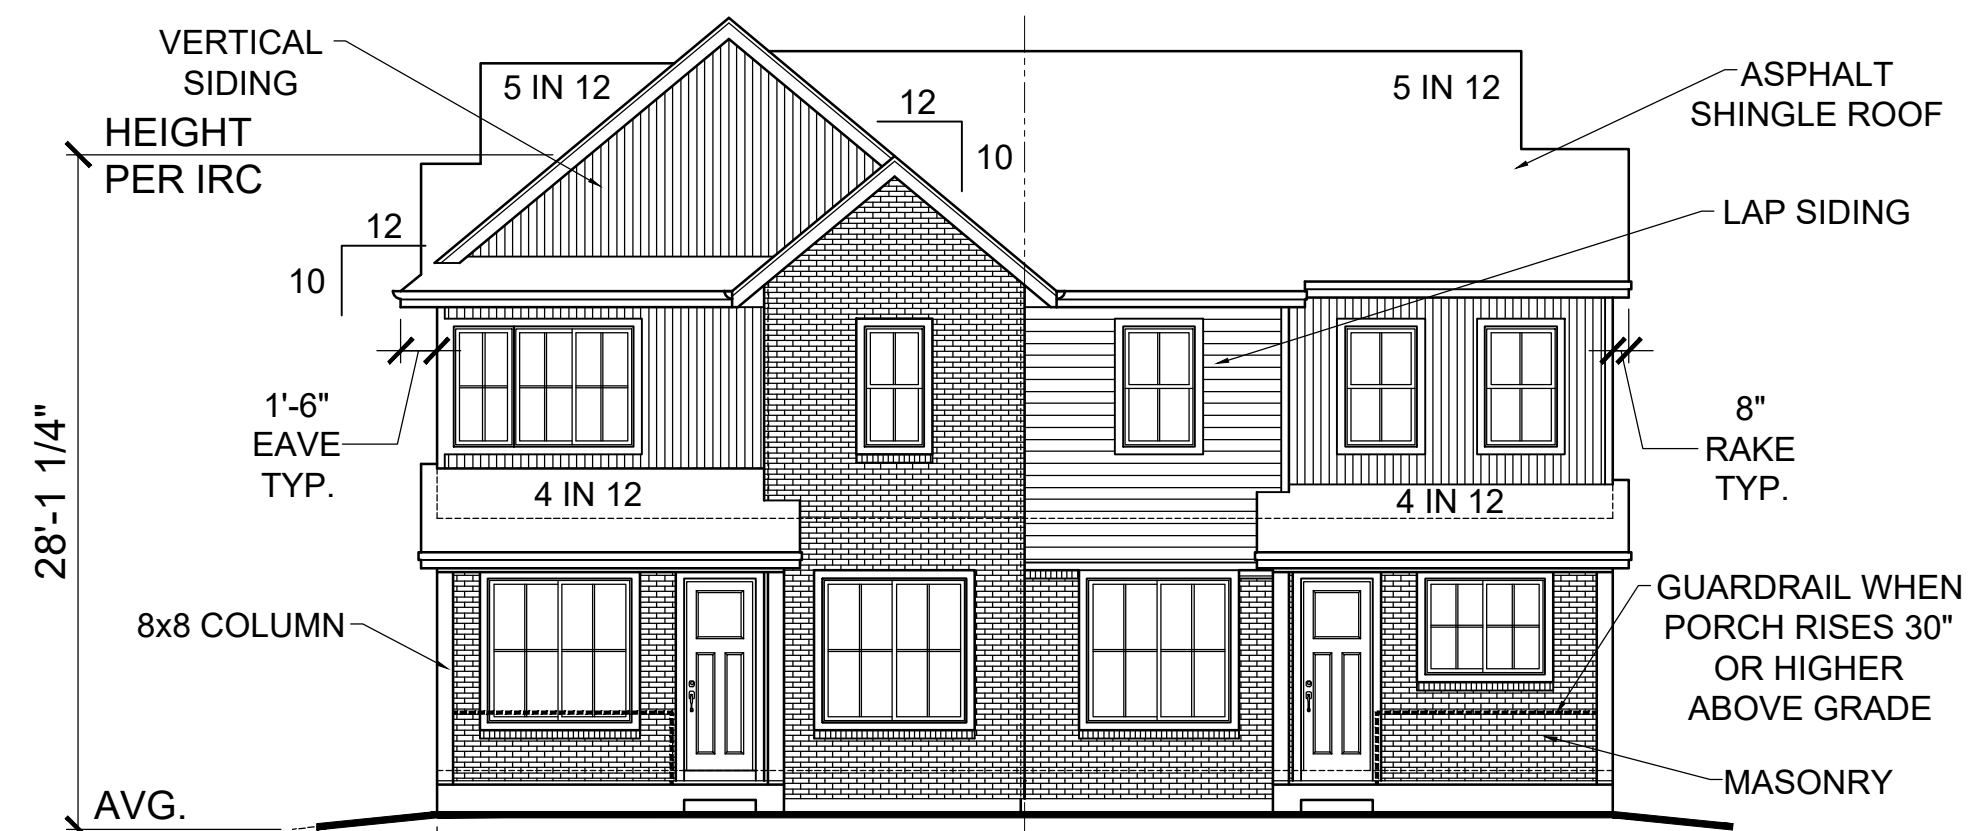 VERTICAL
SIDING
5 IN 12
5 IN 12
ASPHALT
SHINGLE ROOF
HEIGHT
PER IRC
12
10
12
10
LAP SIDING
1'-6"
EAVE
TYP.
8"
RAKE
TYP.
28'-1 1/4"
4 IN 12
4 IN 12
8x8 COLUMN
GUARDRAIL WHEN
PORCH RISES 30"
OR HIGHER
ABOVE GRADE
MASONRY
AVG.